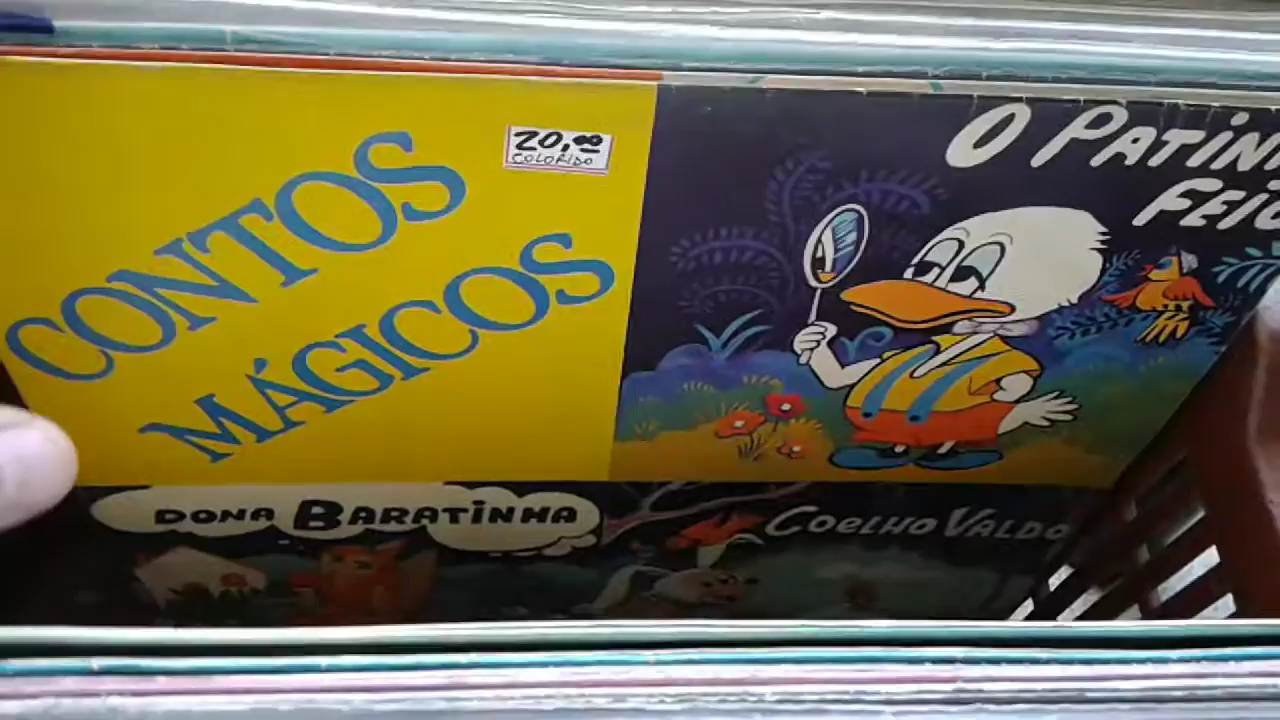 CONTOS
MÁGICOS
20,00
COLORIDO
O PATIN
FEIO
DONA BARATINHA
COELHO VALDO